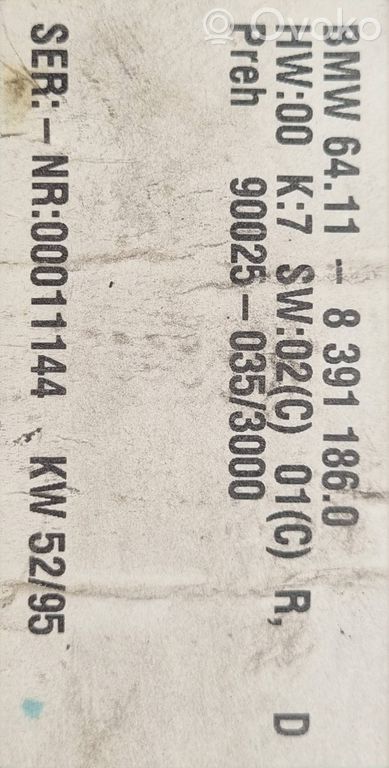 BMW 64.11 - 8 391 186.0
HW:00 K:7 SW:02(C) 01(C) R, D
Preh 90025-035/3000
SER:-NR:00011144 KW 52/95
Ovoko